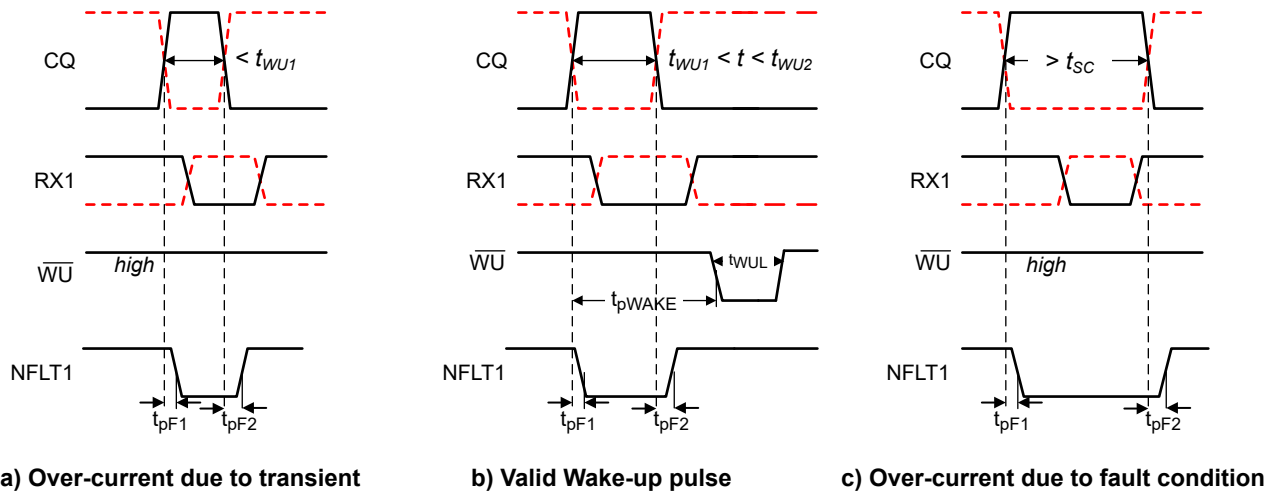 CQ
< tWU1
RX1
WU
high
NFLT1
tpF1
tpF2
a) Over-current due to transient
CQ
tWU1 < t < tWU2
RX1
WU
tWUL
tpWAKE
NFLT1
tpF1
tpF2
b) Valid Wake-up pulse
CQ
> tSC
RX1
WU
high
NFLT1
tpF1
tpF2
c) Over-current due to fault condition